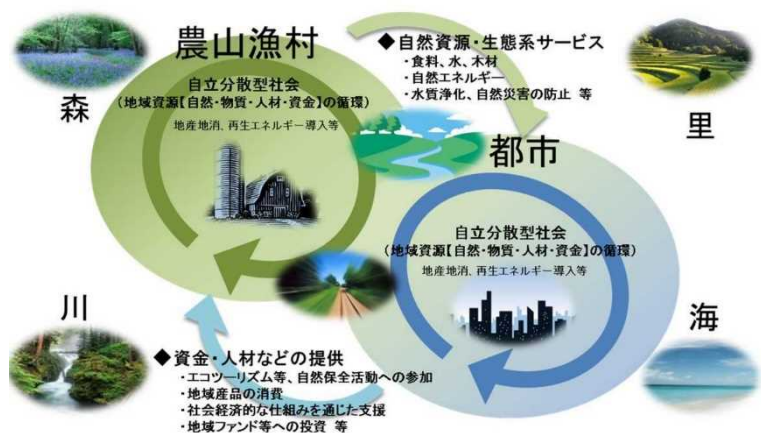 農山漁村
◆自然資源・生態系サービス
・食料、水、木材
・自然エネルギー
・水質浄化、自然災害の防止 等
森
自立分散型社会
(地域資源【自然・物質・人材・資金】の循環)
地産地消、再生エネルギー導入等
里
都市
自立分散型社会
(地域資源【自然・物質・人材・資金】の循環)
地産地消、再生エネルギー導入等
川
海
◆資金・人材などの提供
・エコツーリズム等、自然保全活動への参加
・地域産品の消費
・社会経済的な仕組みを通じた支援
・地域ファンド等への投資 等